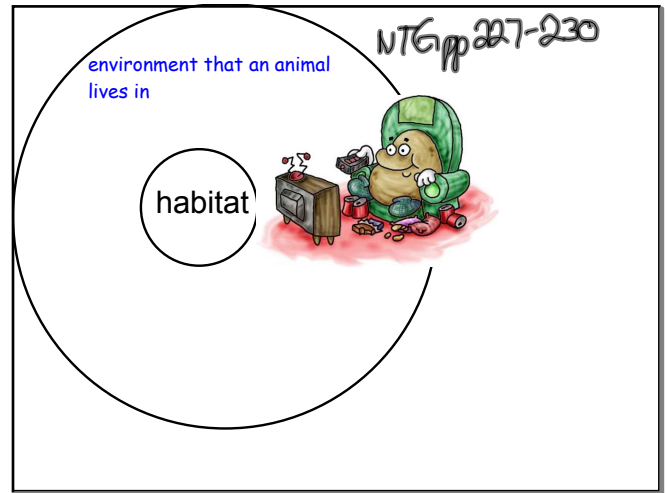 NTG pp 227-230
environment that an animal
lives in
habitat